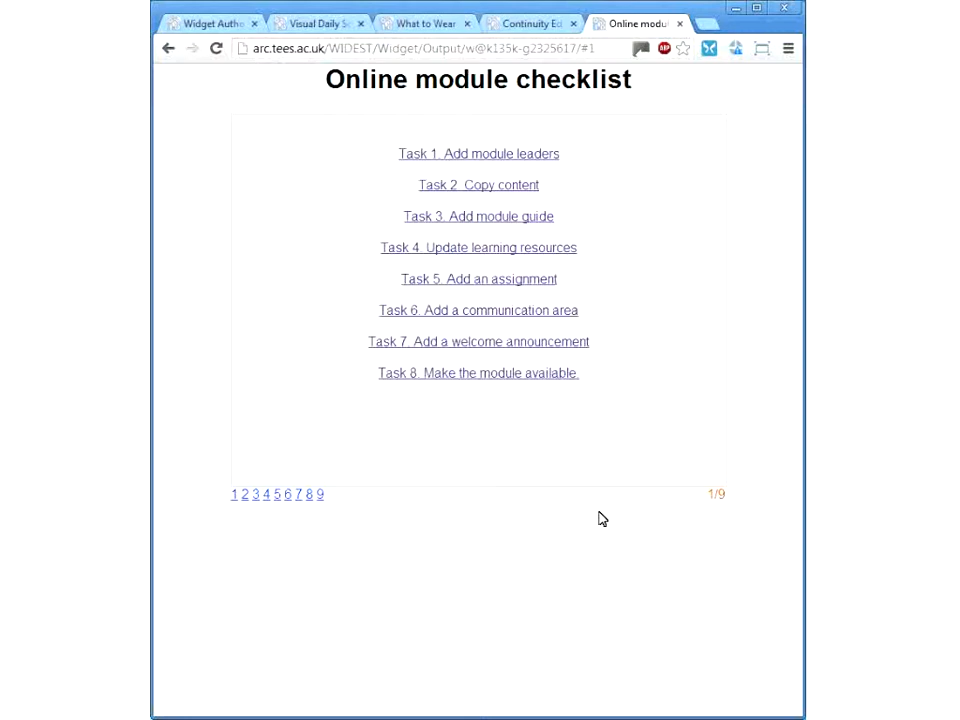 Widget Autho
Visual Daily Sc
What to Wear
Continuity Ed
Online modul
arc.tees.ac.uk/WIDEST/Widget/Output/w@k135k-g2325617/#1
ABP
Online module checklist
Task 1. Add module leaders
Task 2. Copy content
Task 3. Add module guide
Task 4. Update learning resources
Task 5. Add an assignment
Task 6. Add a communication area
Task 7. Add a welcome announcement
Task 8. Make the module available.
1 2 3 4 5 6 7 8 9
1/9